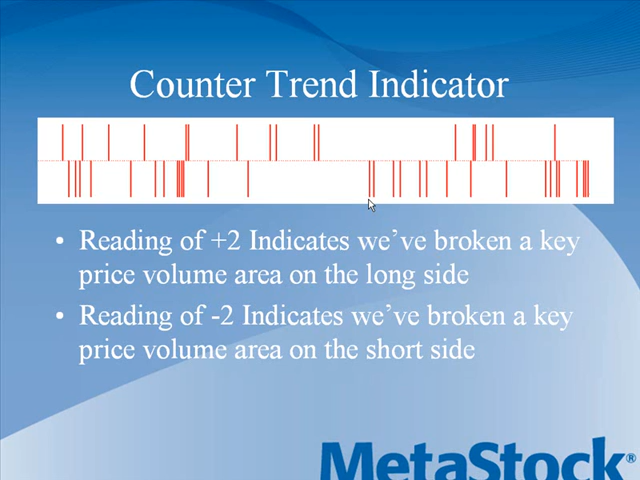 Counter Trend Indicator
• Reading of +2 Indicates we've broken a key
price volume area on the long side
• Reading of -2 Indicates we've broken a key
price volume area on the short side
MetaStock®